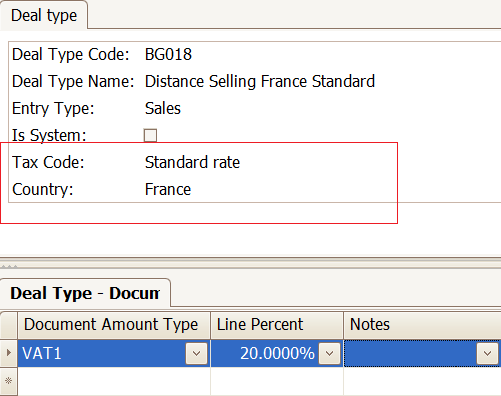 Deal type
Deal Type Code: BG018
Deal Type Name: Distance Selling France Standard
Entry Type: Sales
Is System:
Tax Code: Standard rate
Country: France
Deal Type - Docum
Document Amount Type Line Percent Notes
VAT1 20.0000%